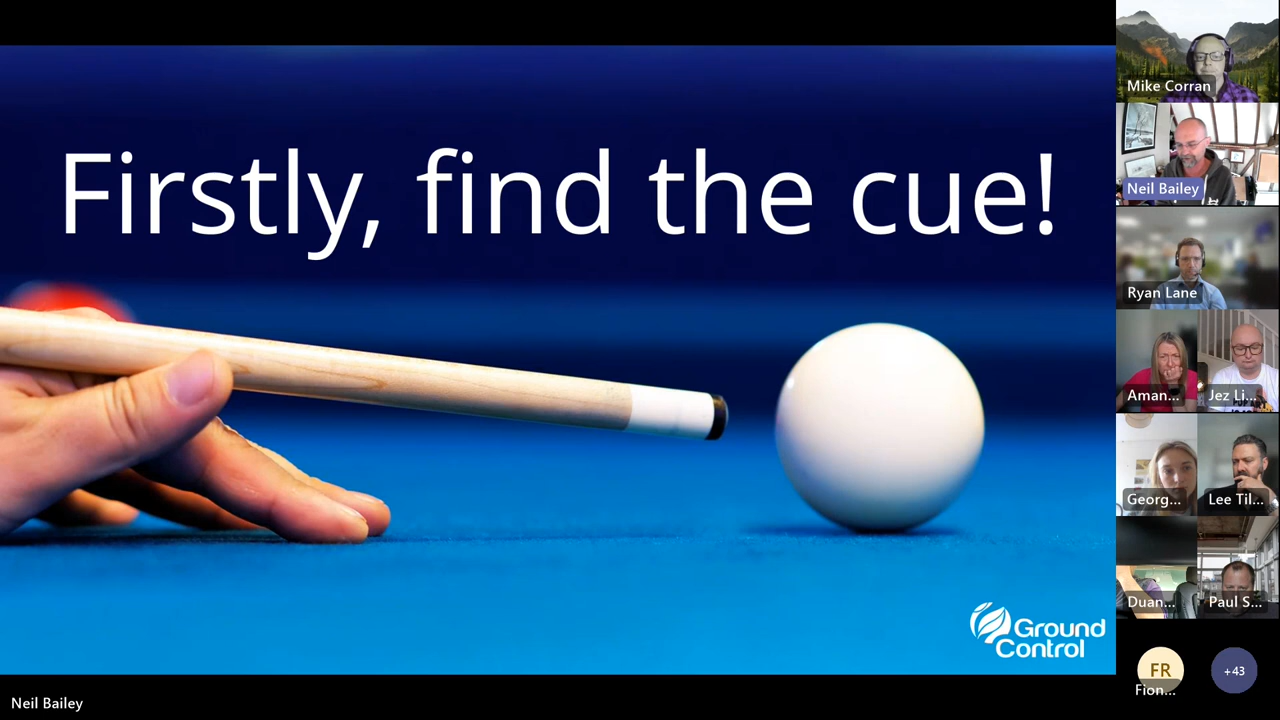 Firstly, find the cue!
Ground
Control
Neil Bailey
Mike Corran
Neil Bailey
Ryan Lane
Aman...
Jez Li...
Georg...
Lee Til...
Duan...
Paul S...
FR
Fion...
+43